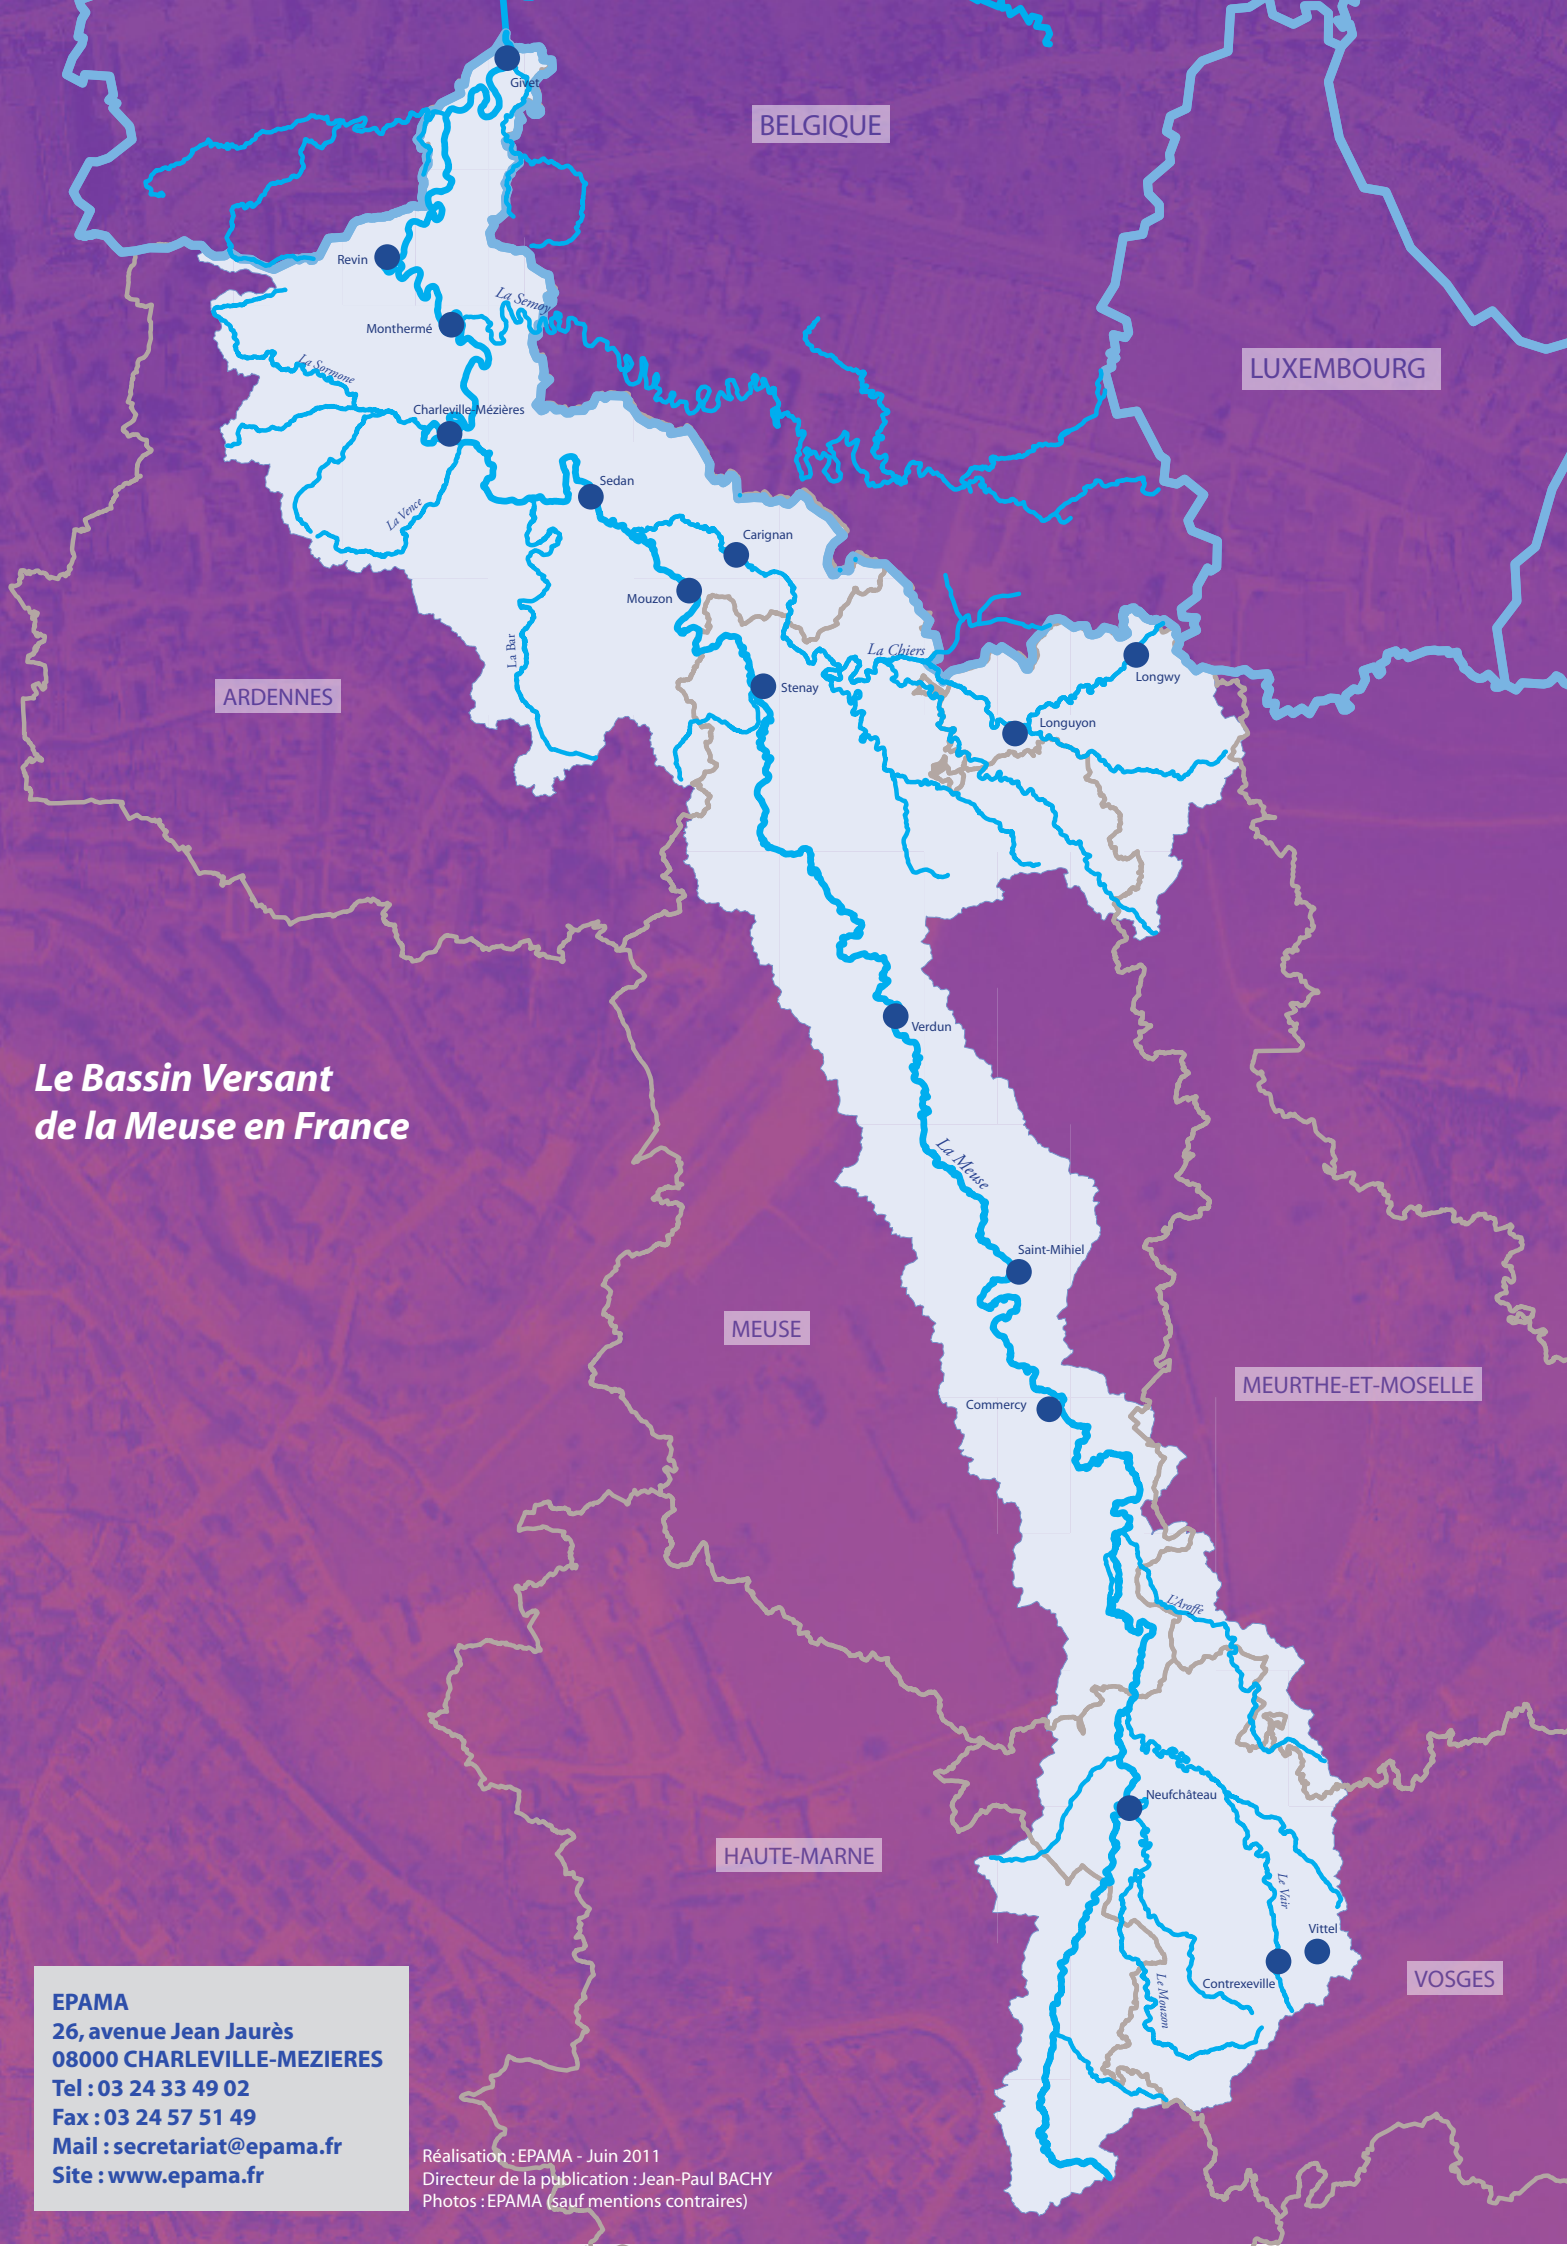 Givet
BELGIQUE
Revin
La Semoy
Monthermé
LUXEMBOURG
La Sormone
Charleville-Mézières
Sedan
La Vence
Carignan
Mouzon
La Bar
La Chiers
Longwy
ARDENNES
Stenay
Longuyon
Verdun
Le Bassin Versant
de la Meuse en France
La Meuse
Saint-Mihiel
MEUSE
MEURTHE-ET-MOSELLE
Commercy
L'Aroffe
Neufchâteau
HAUTE-MARNE
Le Vair
Vittel
Contrexeville
VOSGES
Le Mouzon
EPAMA
26, avenue Jean Jaurès
08000 CHARLEVILLE-MEZIERES
Tel : 03 24 33 49 02
Fax : 03 24 57 51 49
Mail : secretariat@epama.fr
Site : www.epama.fr
Réalisation : EPAMA - Juin 2011
Directeur de la publication : Jean-Paul BACHY
Photos : EPAMA (sauf mentions contraires)